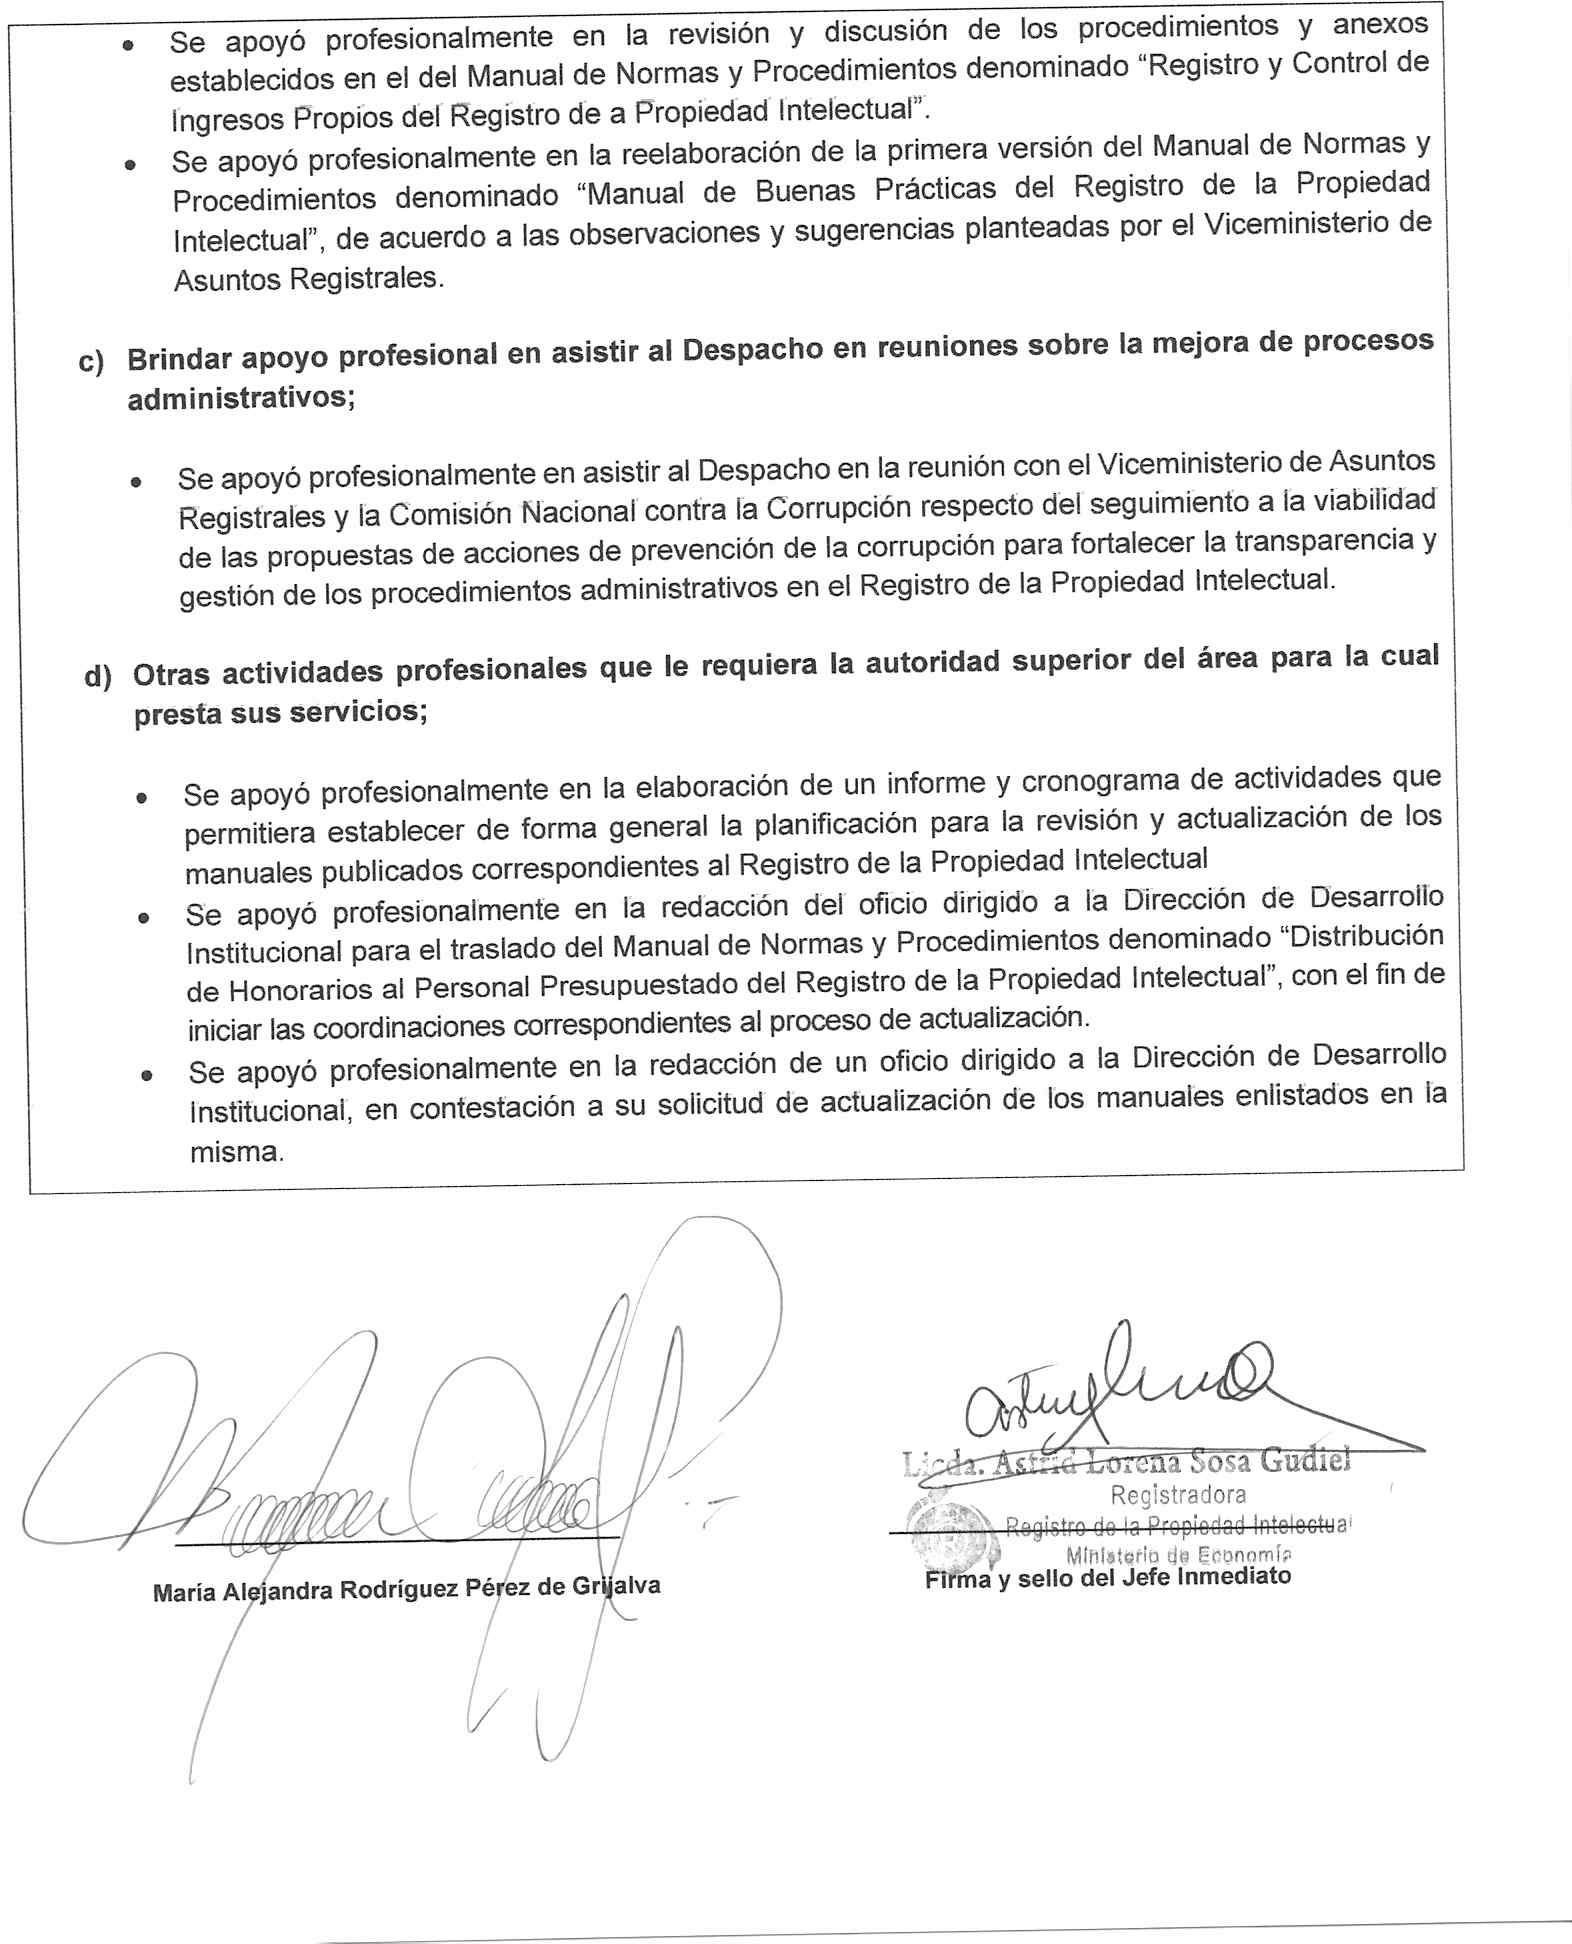 • Se apoyó profesionalmente en la revisión y discusión de los procedimientos y anexos
establecidos en el del Manual de Normas y Procedimientos denominado “Registro y Control de
Ingresos Propios del Registro de a Propiedad Intelectual”.
• Se apoyó profesionalmente en la reelaboración de la primera versión del Manual de Normas y
Procedimientos denominado “Manual de Buenas Prácticas del Registro de la Propiedad
Intelectual”, de acuerdo a las observaciones y sugerencias planteadas por el Viceministerio de
Asuntos Registrales.
c) Brindar apoyo profesional en asistir al Despacho en reuniones sobre la mejora de procesos
administrativos;
• Se apoyó profesionalmente en asistir al Despacho en la reunión con el Viceministerio de Asuntos
Registrales y la Comisión Nacional contra la Corrupción respecto del seguimiento a la viabilidad
de las propuestas de acciones de prevención de la corrupción para fortalecer la transparencia y
gestión de los procedimientos administrativos en el Registro de la Propiedad Intelectual.
d) Otras actividades profesionales que le requiera la autoridad superior del área para la cual
presta sus servicios;
• Se apoyó profesionalmente en la elaboración de un informe y cronograma de actividades que
permitiera establecer de forma general la planificación para la revisión y actualización de los
manuales publicados correspondientes al Registro de la Propiedad Intelectual
• Se apoyó profesionalmente en la redacción del oficio dirigido a la Dirección de Desarrollo
Institucional para el traslado del Manual de Normas y Procedimientos denominado “Distribución
de Honorarios al Personal Presupuestado del Registro de la Propiedad Intelectual”, con el fin de
iniciar las coordinaciones correspondientes al proceso de actualización.
• Se apoyó profesionalmente en la redacción de un oficio dirigido a la Dirección de Desarrollo
Institucional, en contestación a su solicitud de actualización de los manuales enlistados en la
misma.
Licda. Astrid Lorena Sosa Gudiel
Registradora
Registro de la Propiedad Intelectual
Ministerio de Economía
María Alejandra Rodríguez Pérez de Grijalva
Firma y sello del Jefe Inmediato